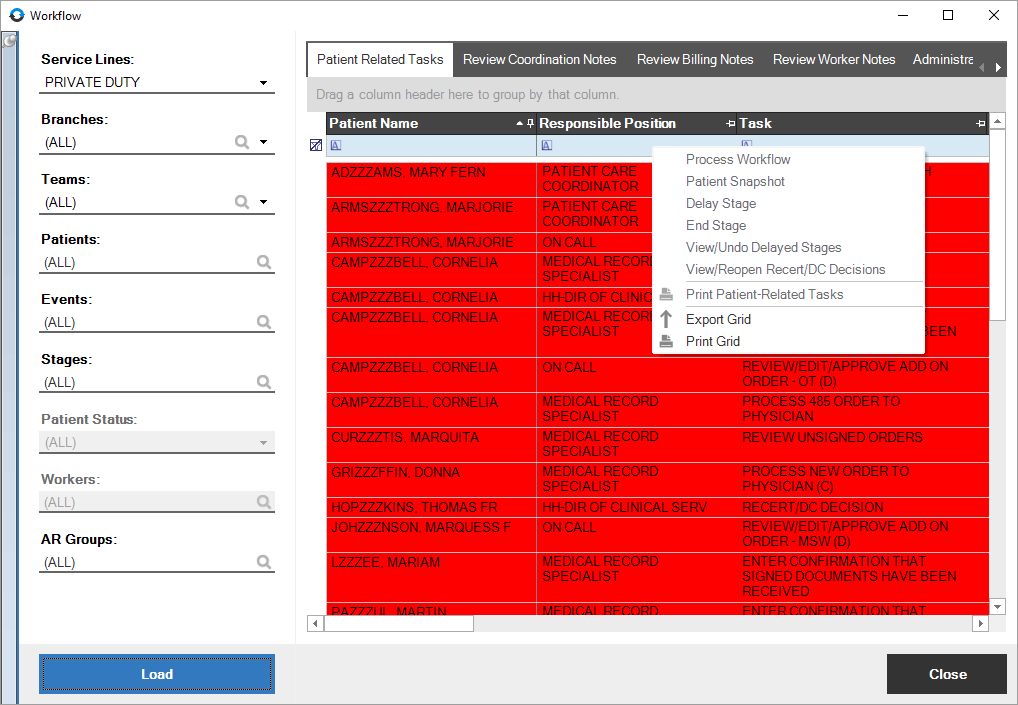 Workflow
Service Lines:
PRIVATE DUTY
Branches:
(ALL)
Teams:
(ALL)
Patients:
(ALL)
Events:
(ALL)
Stages:
(ALL)
Patient Status:
(ALL)
Workers:
(ALL)
AR Groups:
(ALL)
Load
Patient Related Tasks Review Coordination Notes Review Billing Notes Review Worker Notes Administra
Drag a column header here to group by that column.
Patient Name Responsible Position Task
A A A
ADZZZAMS, MARY FERN PATIENT CARE H
COORDINATOR
ARMSZZZTRONG, MARJORIE PATIENT CARE
COORDINATOR
ARMSZZZTRONG, MARJORIE ON CALL
CAMPZZZBELL, CORNELIA MEDICAL RECORD
SPECIALIST
CAMPZZZBELL, CORNELIA HH-DIR OF CLINIC
CAMPZZZBELL, CORNELIA MEDICAL RECORD
SPECIALIST EEN
CAMPZZZBELL, CORNELIA ON CALL REVIEW/EDIT/APPROVE ADD ON
ORDER - OT (D)
CAMPZZZBELL, CORNELIA MEDICAL RECORD PROCESS 485 ORDER TO
SPECIALIST PHYSICIAN
CURZZZTIS, MARQUITA MEDICAL RECORD REVIEW UNSIGNED ORDERS
SPECIALIST
GRIZZZFFIN, DONNA MEDICAL RECORD PROCESS NEW ORDER TO
SPECIALIST PHYSICIAN (C)
HOPZZZKINS, THOMAS FR HH-DIR OF CLINICAL SERV RECERT/DC DECISION
JOHZZZNSON, MARQUESS F ON CALL REVIEW/EDIT/APPROVE ADD ON
ORDER - MSW (D)
LZZZEE, MARIAM MEDICAL RECORD ENTER CONFIRMATION THAT
SPECIALIST SIGNED DOCUMENTS HAVE BEEN
RECEIVED
PAZZZUL, MARTIN MEDICAL RECORD ENTER CONFIRMATION THAT
Process Workflow
Patient Snapshot
Delay Stage
End Stage
View/Undo Delayed Stages
View/Reopen Recert/DC Decisions
Print Patient-Related Tasks
Export Grid
Print Grid
Close